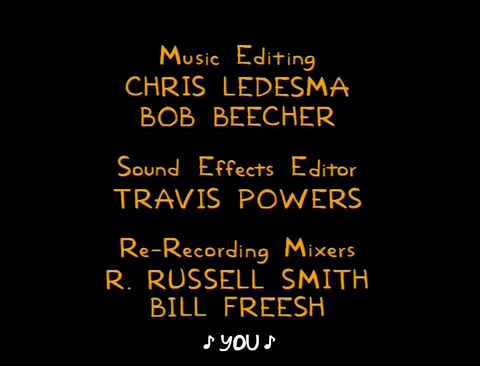 Music Editing
CHRIS LEDESMA
BOB BEECHER
Sound Effects Editor
TRAVIS POWERS
Re-Recording Mixers
R. RUSSELL SMITH
BILL FREESH
♪ YOU ♪